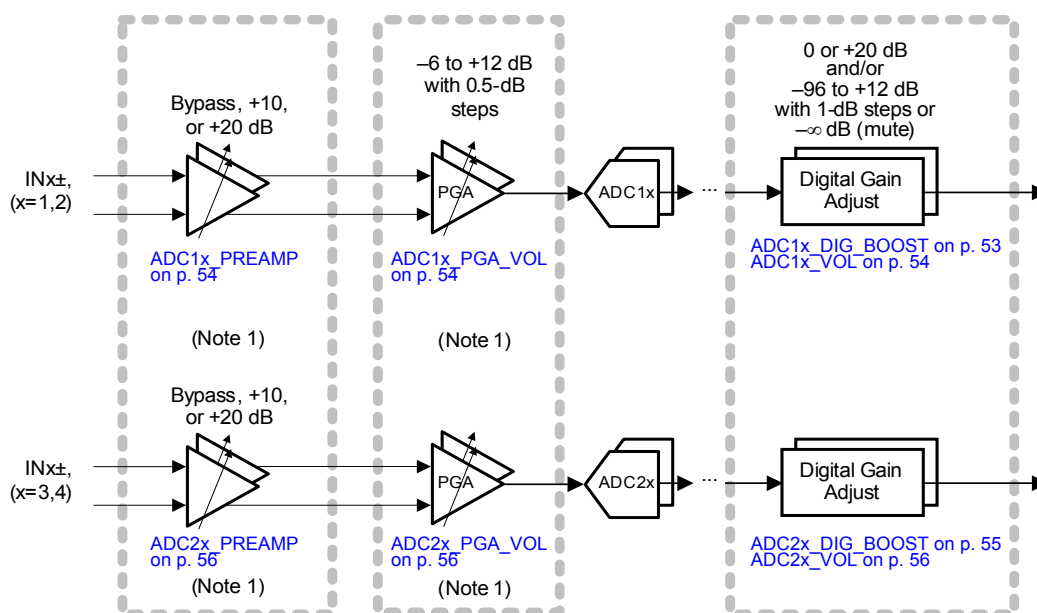 Bypass, +10,
or +20 dB
–6 to +12 dB
with 0.5-dB
steps
0 or +20 dB
and/or
–96 to +12 dB
with 1-dB steps or
–∞ dB (mute)
INx±,
(x=1,2)
PGA
ADC1x
...
Digital Gain
Adjust
ADC1x_PREAMP
on p. 54
ADC1x_PGA_VOL
on p. 54
ADC1x_DIG_BOOST on p. 53
ADC1x_VOL on p. 54
(Note 1)
(Note 1)
Bypass, +10,
or +20 dB
INx±,
(x=3,4)
PGA
ADC2x
...
Digital Gain
Adjust
ADC2x_PREAMP
on p. 56
ADC2x_PGA_VOL
on p. 56
ADC2x_DIG_BOOST on p. 55
ADC2x_VOL on p. 56
(Note 1)
(Note 1)